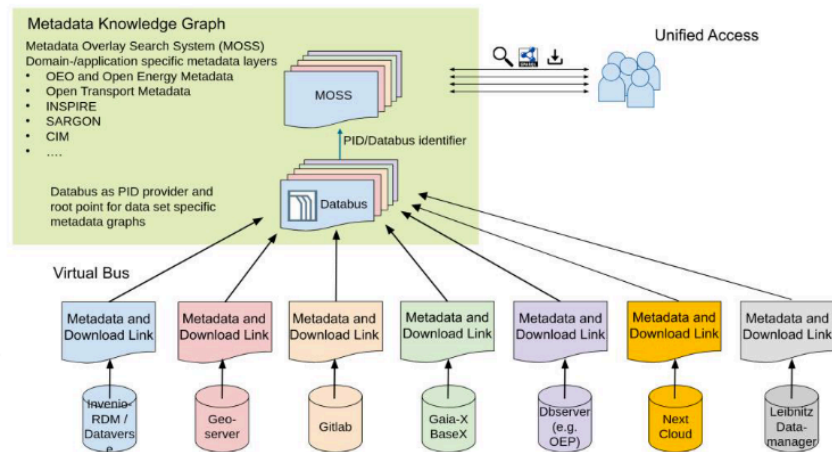 Metadata Knowledge Graph
Metadata Overlay Search System (MOSS)
Domain-/application specific metadata layers
• OEO and Open Energy Metadata
• Open Transport Metadata
• INSPIRE
• SARGON
• CIM
• ....
MOSS
Unified Access
PID/Databus identifier
Databus as PID provider and
root point for data set specific
metadata graphs
Databus
Virtual Bus
Metadata and
Download Link
Metadata and
Download Link
Metadata and
Download Link
Metadata and
Download Link
Metadata and
Download Link
Metadata and
Download Link
Metadata and
Download Link
Invenio-
RDM /
Datavers
e
Geo-
server
Gitlab
Gaia-X
BaseX
Dbserver
(e.g.
OEP)
Next
Cloud
Leibnitz
Data-
manager